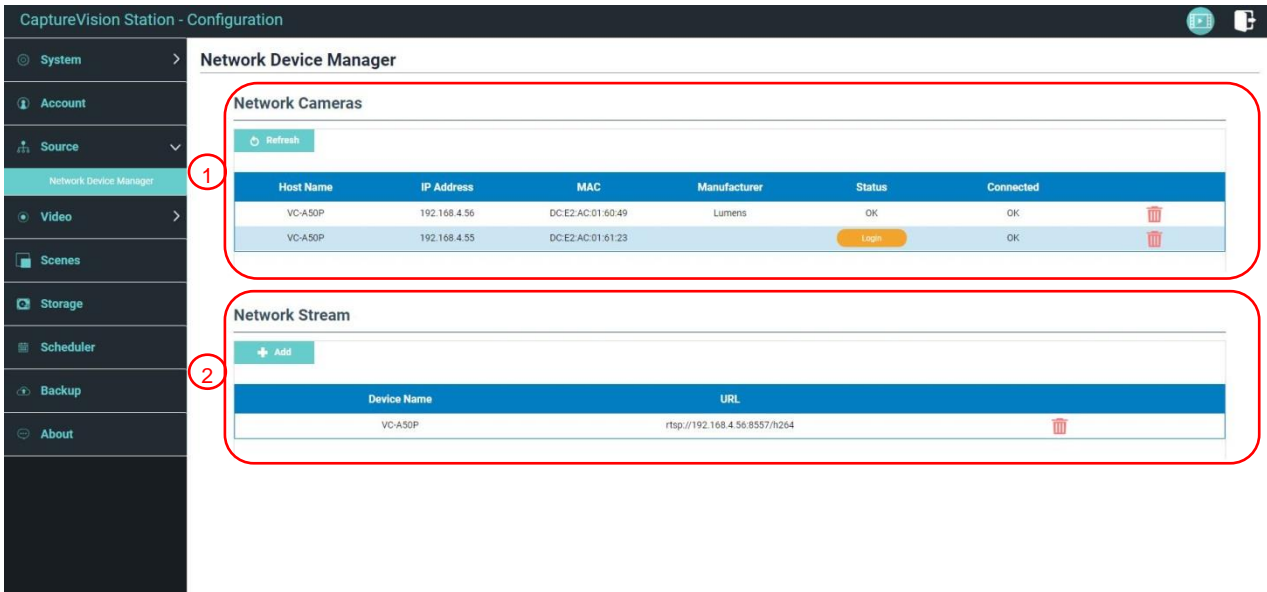 CaptureVision Station - Configuration
System
Account
Source
Network Device Manager
Video
Scenes
Storage
Scheduler
Backup
About
Network Device Manager
1
Network Cameras
Refresh
Host Name IP Address MAC Manufacturer Status Connected
VC-A50P 192.168.4.56 DC:E2:AC:01:60:49 Lumens OK OK
VC-A50P 192.168.4.55 DC:E2:AC:01:61:23 Login OK
2
Network Stream
Add
Device Name URL
VC-A50P rtsp://192.168.4.56:8557/h264